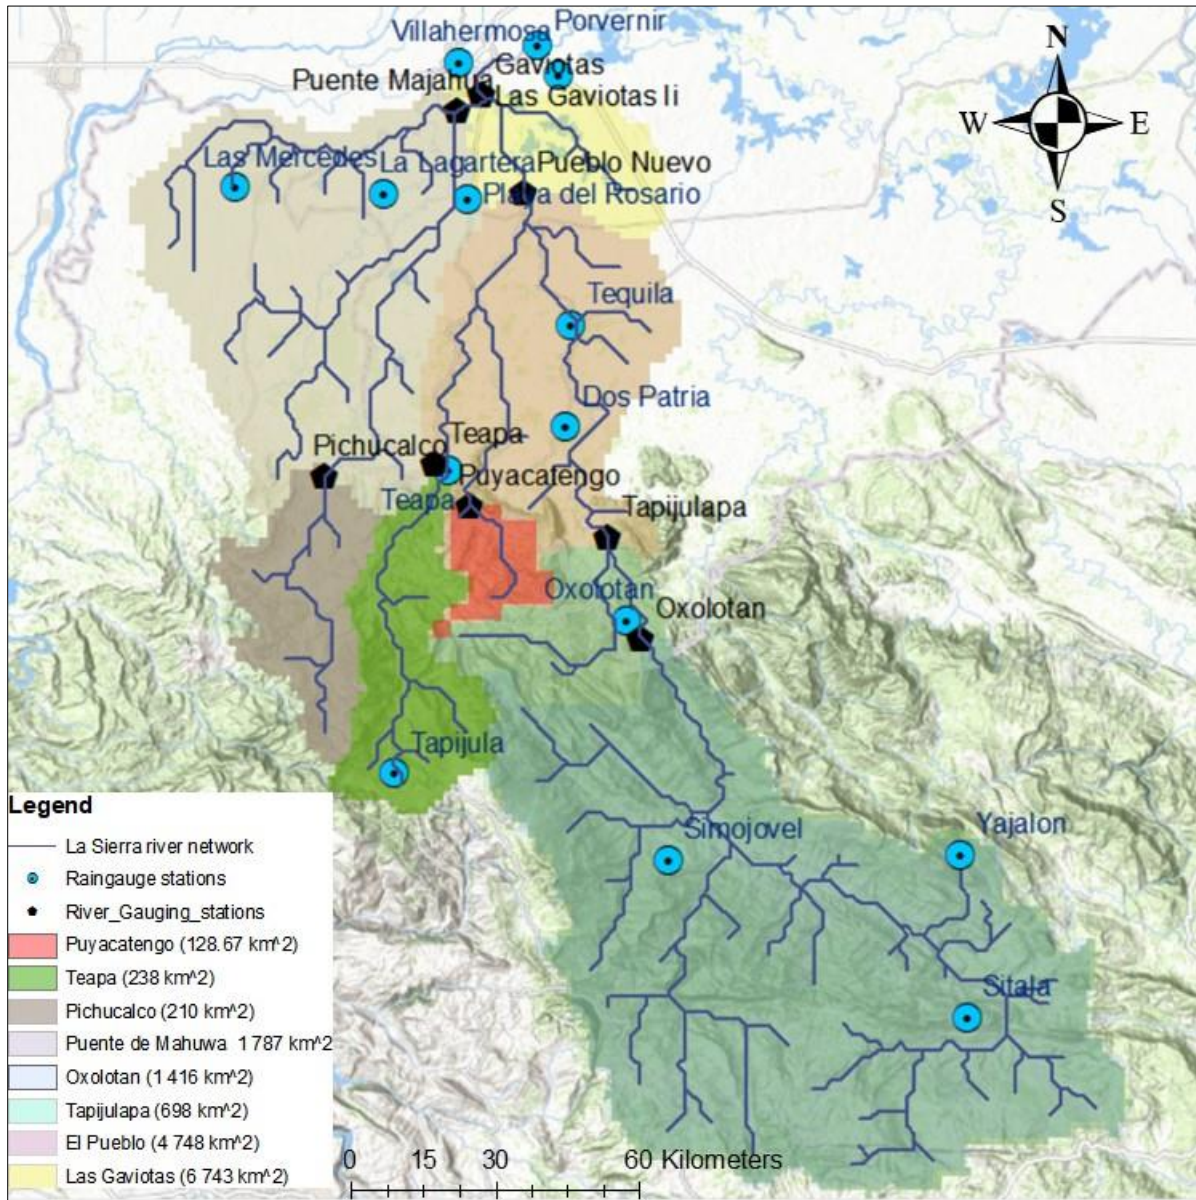 Villahermosa
Porvernir
N
Puente Majahua
Gaviotas
Las Gaviotas Ii
W
E
S
Las Mercedes
La Lagartera
Pueblo Nuevo
Playa del Rosario
Tequila
Dos Patria
Pichucalco
Teapa
Puyacatengo
Teapa
Tapijulapa
Oxolotan
Oxolotan
Tapijula
Simojovel
Yajalon
Sitala
Legend
La Sierra river network
Raingauge stations
River_Gauging_stations
Puyacatengo (128.67 km^2)
Teapa (238 km^2)
Pichucalco (210 km^2)
Puente de Mahuwa 1 787 km^2
Oxolotan (1 416 km^2)
Tapijulapa (698 km^2)
El Pueblo (4 748 km^2)
Las Gaviotas (6 743 km^2)
0 15 30 60 Kilometers